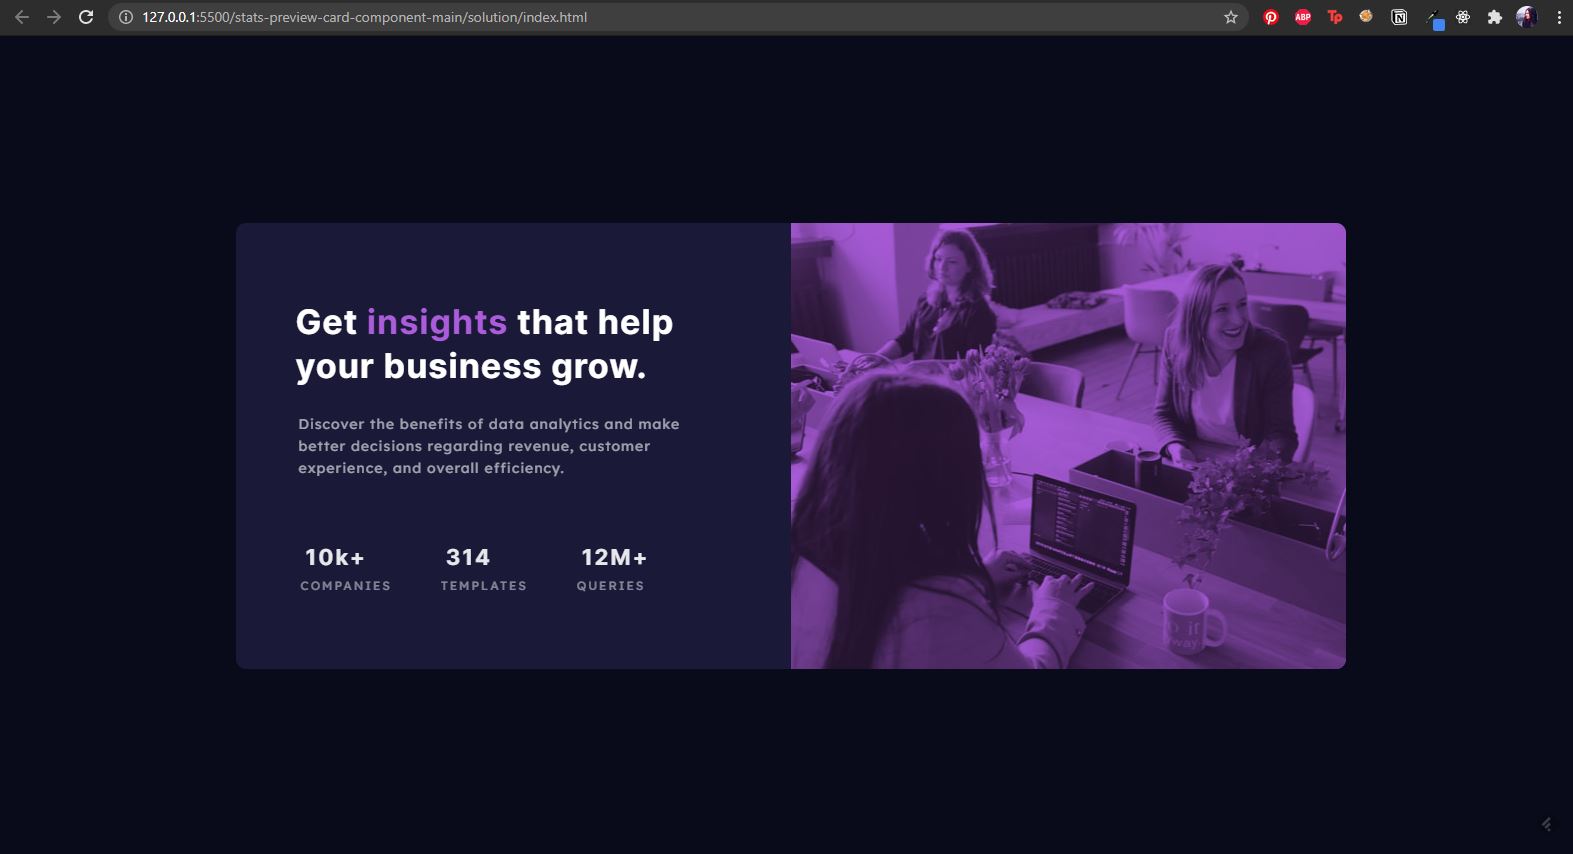 127.0.0.1:5500/stats-preview-card-component-main/solution/index.html
ABP
Tp
N
Get insights that help
your business grow.
Discover the benefits of data analytics and make
better decisions regarding revenue, customer
experience, and overall efficiency.
10k+ 314 12M+
COMPANIES TEMPLATES QUERIES
if
way